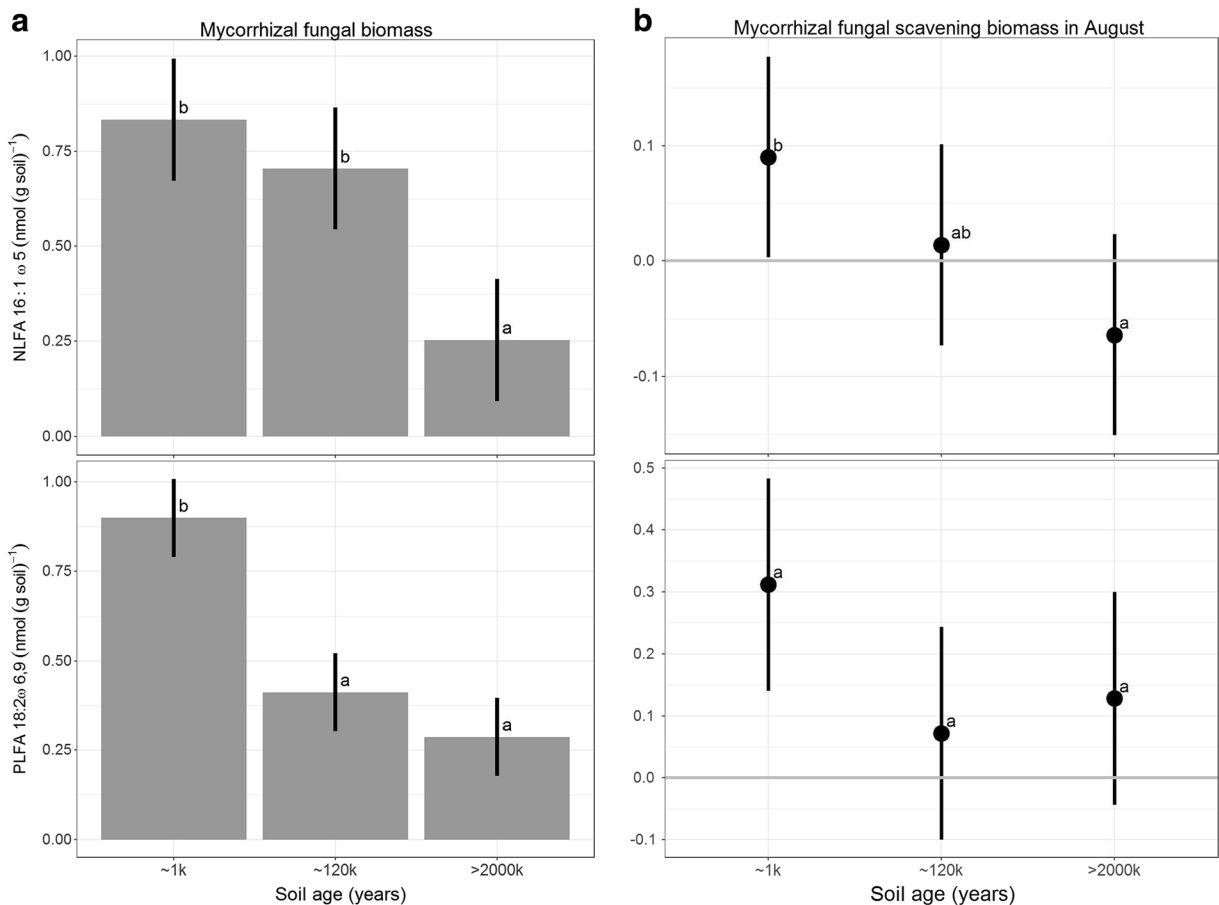 a
Mycorrhizal fungal biomass
NLFA 16 : 1 ω 5 (nmol (g soil)⁻¹)
1.00
0.75
0.50
0.25
0.00
b
b
a
PLFA 18:2ω 6,9 (nmol (g soil)⁻¹)
1.00
0.75
0.50
0.25
0.00
b
a
a
~1k
~120k
>2000k
Soil age (years)
b
Mycorrhizal fungal scavening biomass in August
0.1
0.0
-0.1
b
ab
a
0.5
0.4
0.3
0.2
0.1
0.0
-0.1
a
a
a
~1k
~120k
>2000k
Soil age (years)